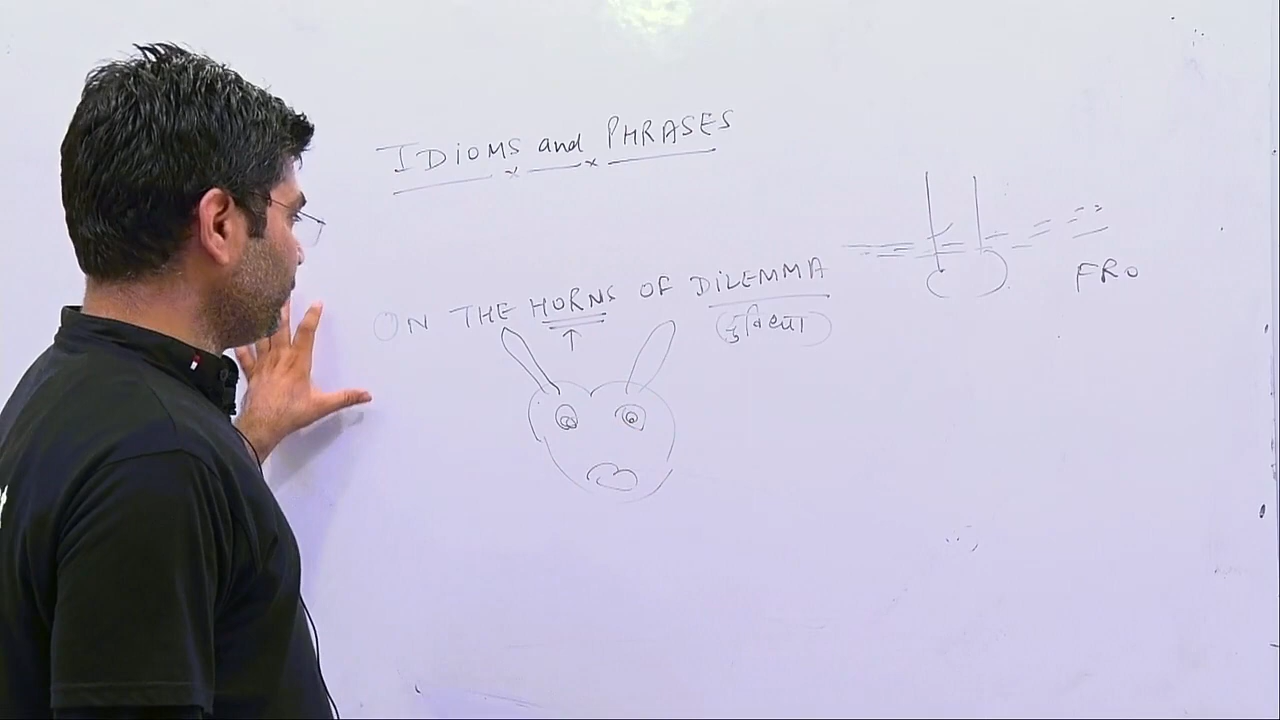 IDiOMS and PHRASES
ON THE HORNS OF DiLEMMA
(दुविधा)
FRO